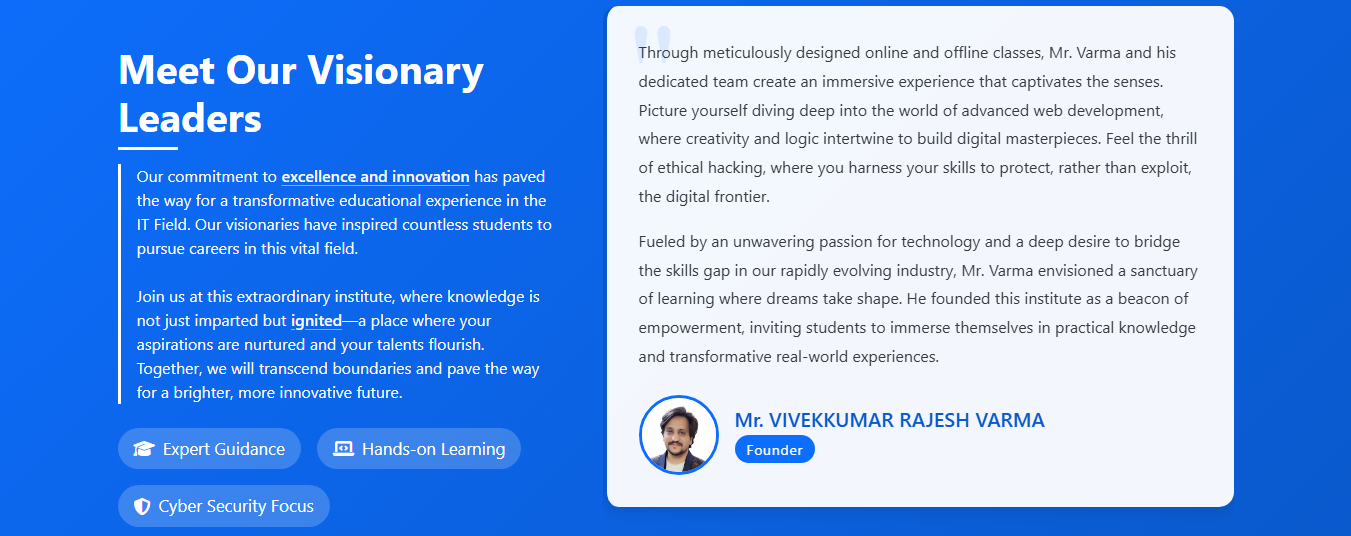 Meet Our Visionary
Leaders
Our commitment to excellence and innovation has paved
the way for a transformative educational experience in the
IT Field. Our visionaries have inspired countless students to
pursue careers in this vital field.
Join us at this extraordinary institute, where knowledge is
not just imparted but ignited—a place where your
aspirations are nurtured and your talents flourish.
Together, we will transcend boundaries and pave the way
for a brighter, more innovative future.
Expert Guidance
Hands-on Learning
Cyber Security Focus
"
Through meticulously designed online and offline classes, Mr. Varma and his
dedicated team create an immersive experience that captivates the senses.
Picture yourself diving deep into the world of advanced web development,
where creativity and logic intertwine to build digital masterpieces. Feel the thrill
of ethical hacking, where you harness your skills to protect, rather than exploit,
the digital frontier.
Fueled by an unwavering passion for technology and a deep desire to bridge
the skills gap in our rapidly evolving industry, Mr. Varma envisioned a sanctuary
of learning where dreams take shape. He founded this institute as a beacon of
empowerment, inviting students to immerse themselves in practical knowledge
and transformative real-world experiences.
Mr. VIVEKKUMAR RAJESH VARMA
Founder